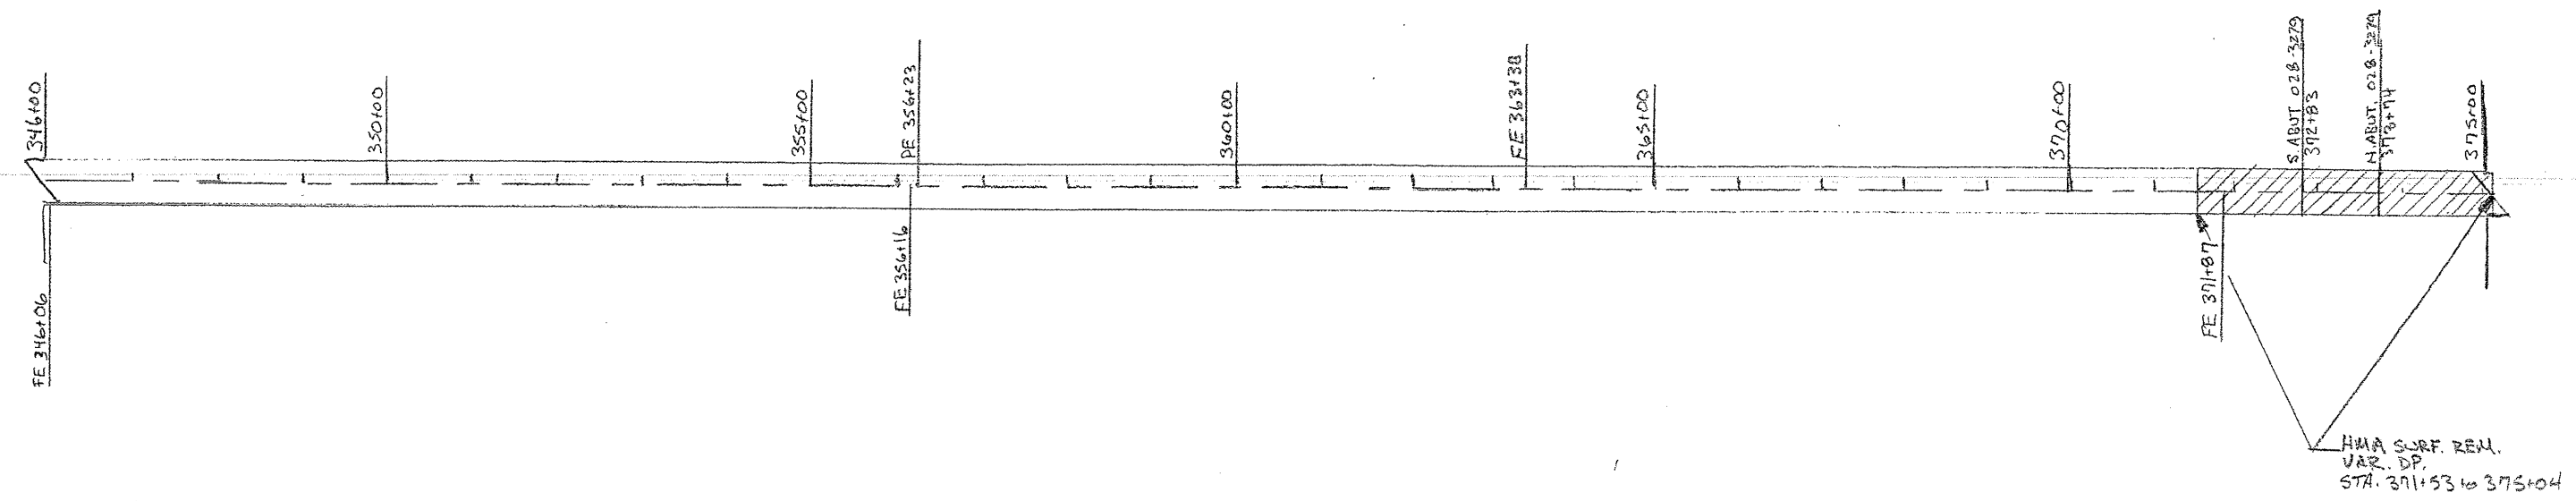 346+00
350+00
355+00
PE 356+23
360+00
FE 363+38
365+00
370+00
S. ABUT 028-3279
372+83
N. ABUT. 028-3279
373+74
375+00
FE 346+06
FE 356+16
FE 371+87
HMA SURF. REM.
VAR. DP.
STA. 371+53 to 375+04